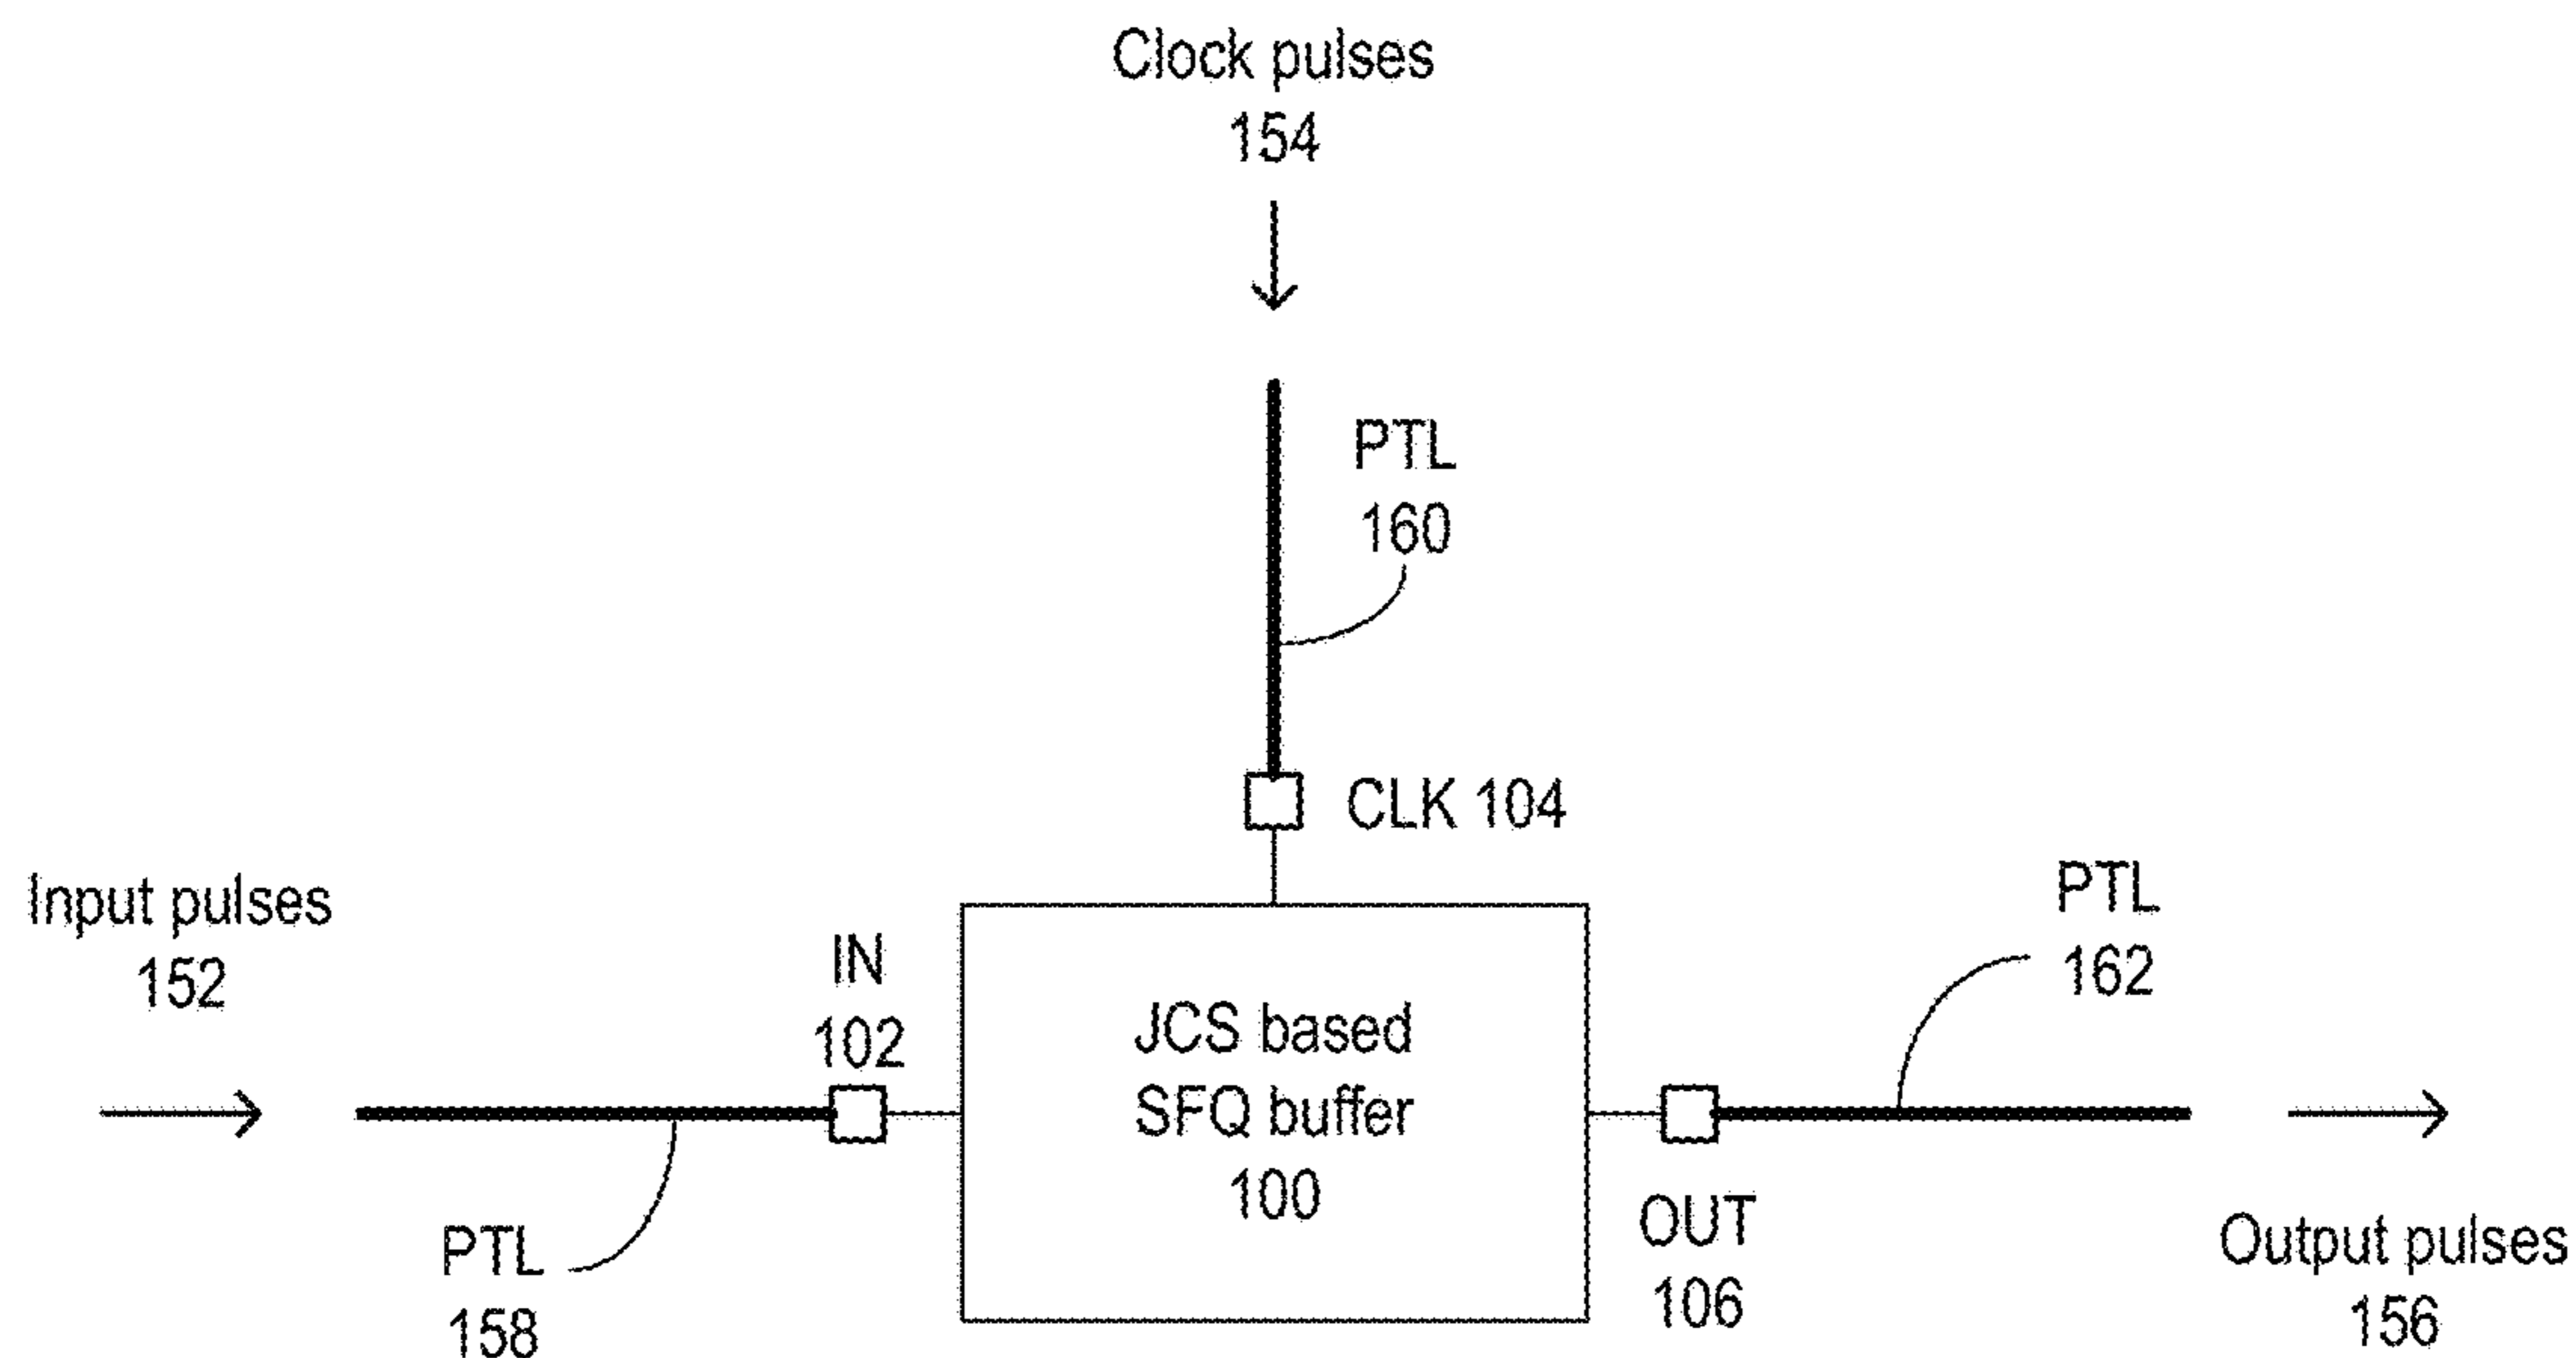 Clock pulses
154
PTL
160
CLK 104
Input pulses
152
IN
102
JCS based
SFQ buffer
100
PTL
162
PTL
158
OUT
106
Output pulses
156